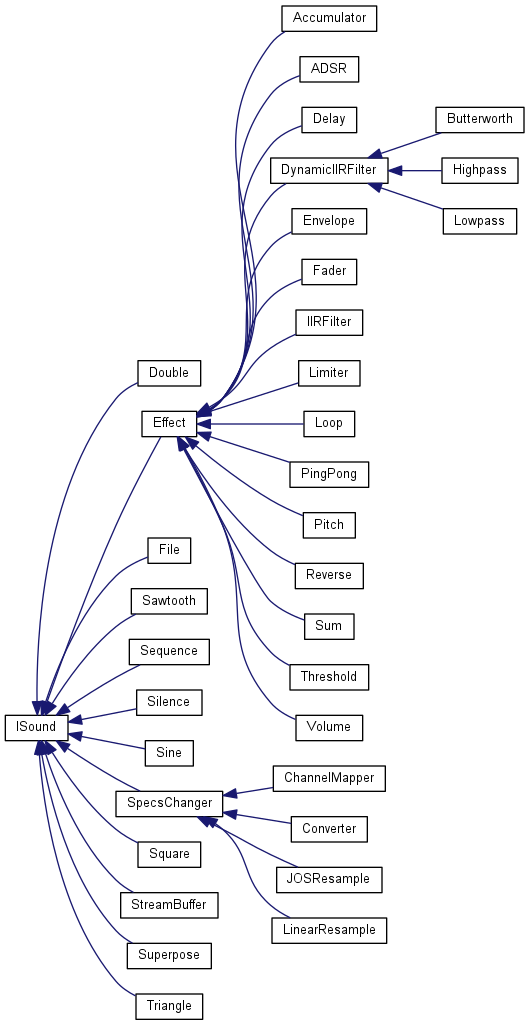 Accumulator
ADSR
Delay
Butterworth
DynamicIIRFilter
Highpass
Envelope
Lowpass
Fader
IIRFilter
Double
Limiter
Effect
Loop
PingPong
Pitch
File
Reverse
Sawtooth
Sum
Sequence
Threshold
Silence
ISound
Volume
Sine
ChannelMapper
SpecsChanger
Converter
Square
JOSResample
StreamBuffer
LinearResample
Superpose
Triangle